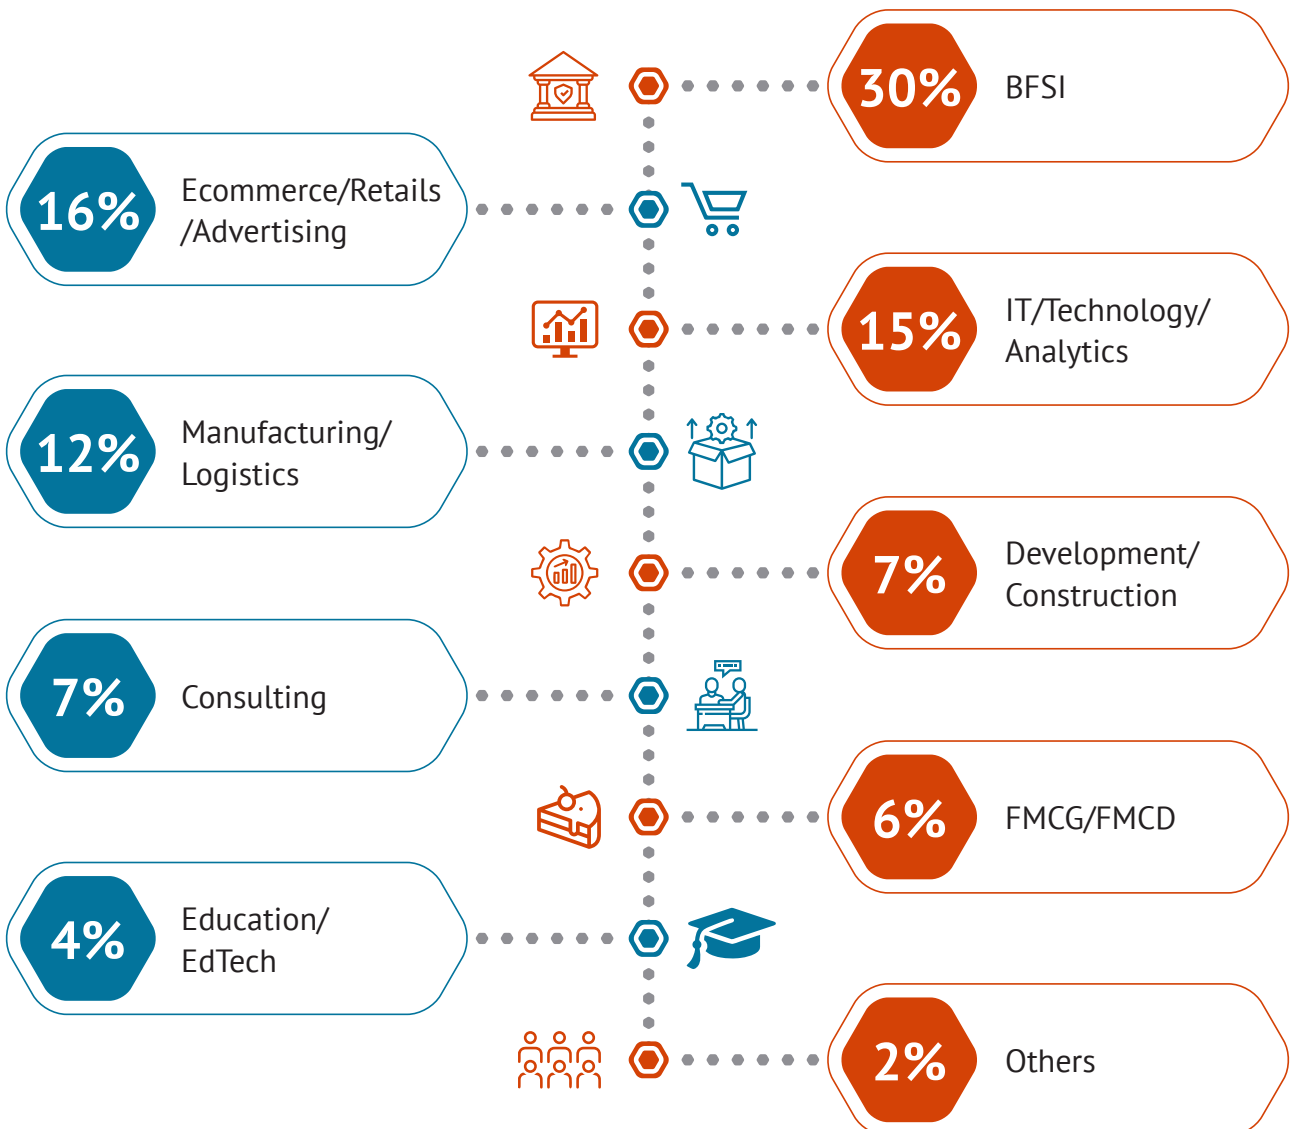 30%
BFSI
16%
Ecommerce/Retails
/Advertising
15%
IT/Technology/
Analytics
12%
Manufacturing/
Logistics
7%
Development/
Construction
7%
Consulting
6%
FMCG/FMCD
4%
Education/
EdTech
2%
Others